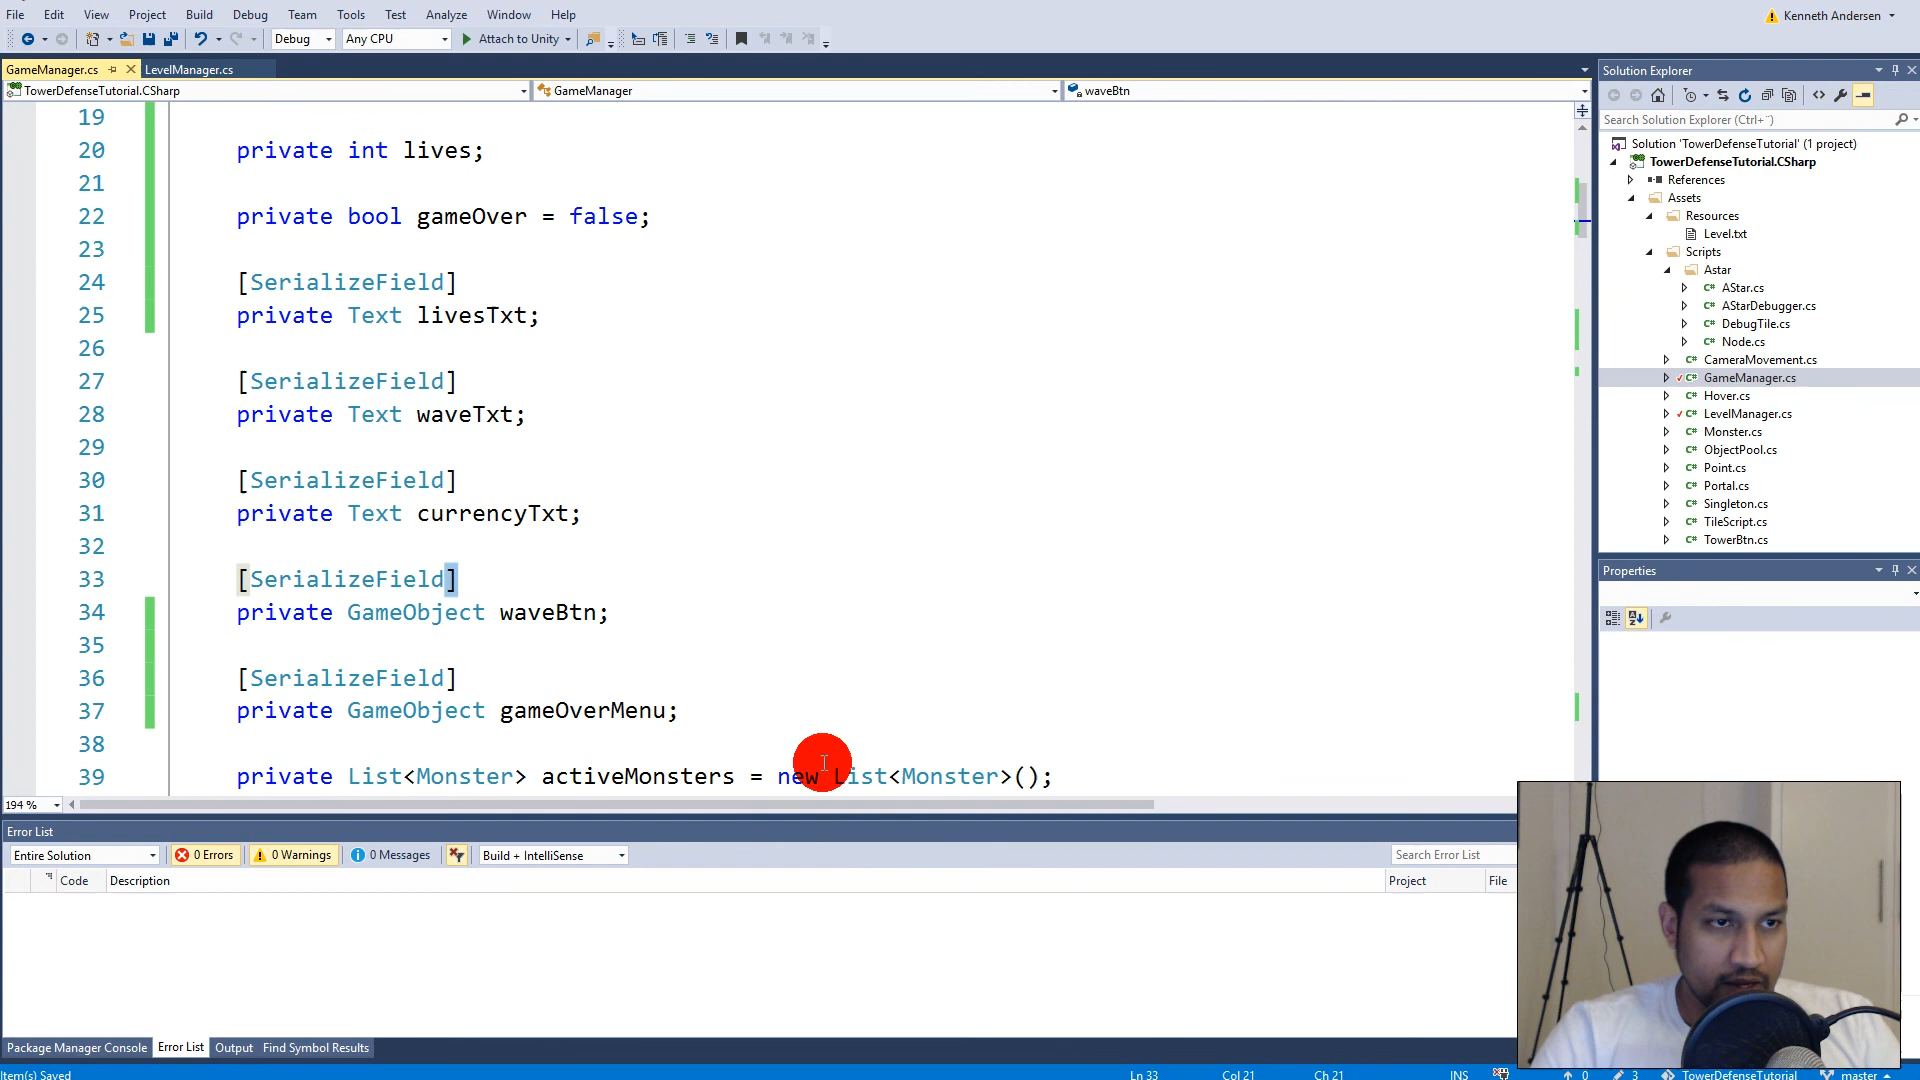 File Edit View Project Build Debug Team Tools Test Analyze Window Help
Kenneth Andersen
Debug Any CPU Attach to Unity
GameManager.cs LevelManager.cs
TowerDefenseTutorial.CSharp GameManager waveBtn
19
20 private int lives;
21
22 private bool gameOver = false;
23
24 [SerializeField]
25 private Text livesTxt;
26
27 [SerializeField]
28 private Text waveTxt;
29
30 [SerializeField]
31 private Text currencyTxt;
32
33 [SerializeField]
34 private GameObject waveBtn;
35
36 [SerializeField]
37 private GameObject gameOverMenu;
38
39 private List<Monster> activeMonsters = new List<Monster>();
194 %
Solution Explorer
Search Solution Explorer (Ctrl+¨)
Solution 'TowerDefenseTutorial' (1 project)
TowerDefenseTutorial.CSharp
References
Assets
Resources
Level.txt
Scripts
Astar
C# AStar.cs
C# AStarDebugger.cs
C# DebugTile.cs
C# Node.cs
C# CameraMovement.cs
C# GameManager.cs
C# Hover.cs
C# LevelManager.cs
C# Monster.cs
C# ObjectPool.cs
C# Point.cs
C# Portal.cs
C# Singleton.cs
C# TileScript.cs
C# TowerBtn.cs
Properties
Error List
Entire Solution 0 Errors 0 Warnings 0 Messages Build + IntelliSense Search Error List
Code Description Project File
Package Manager Console Error List Output Find Symbol Results
Item(s) Saved Ln 33 Col 21 Ch 21 INS 0 3 TowerDefenseTutorial master